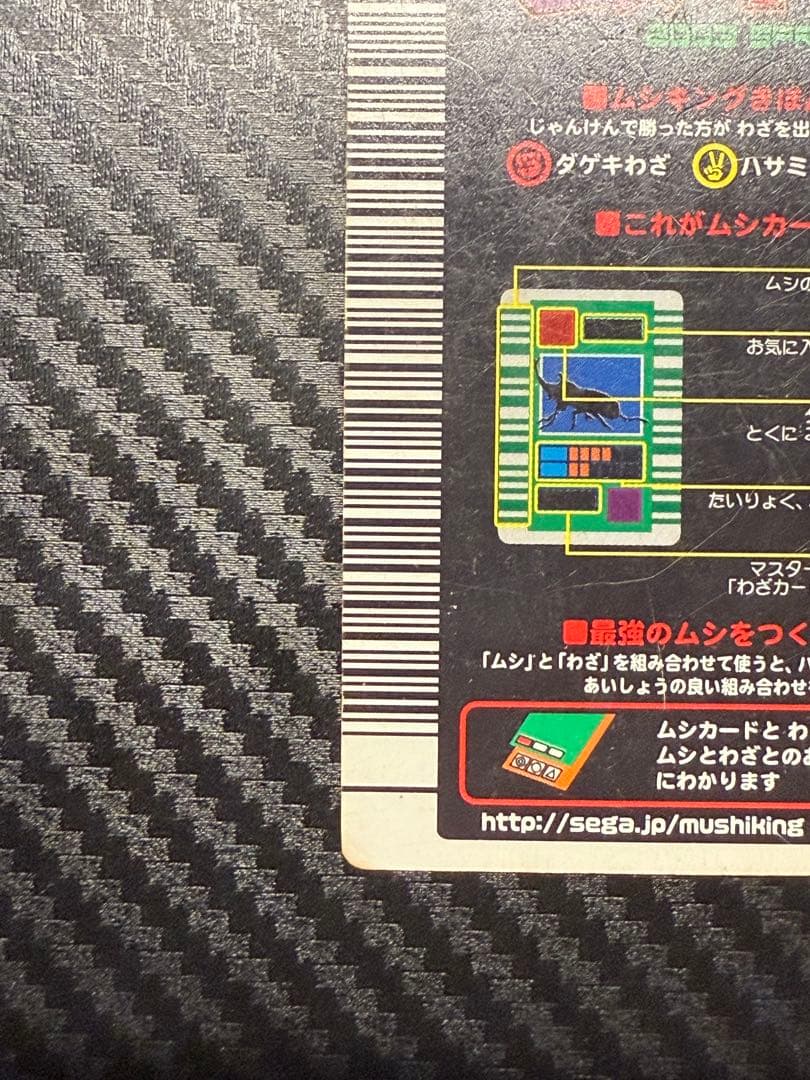 ムシキングきほ
じゃんけんで勝った方が わざを出
ダゲキわざ
ハサミ
これがムシカー
ムシの
お気に入
とくに
たいりょく、
マスター
「わざカー
最強のムシをつく
「ムシ」と「わざ」を組み合わせて使うと、バ
あいしょうの良い組み合わせ
ムシカードと わ
ムシとわざとのあ
にわかります
http://sega.jp/mushiking